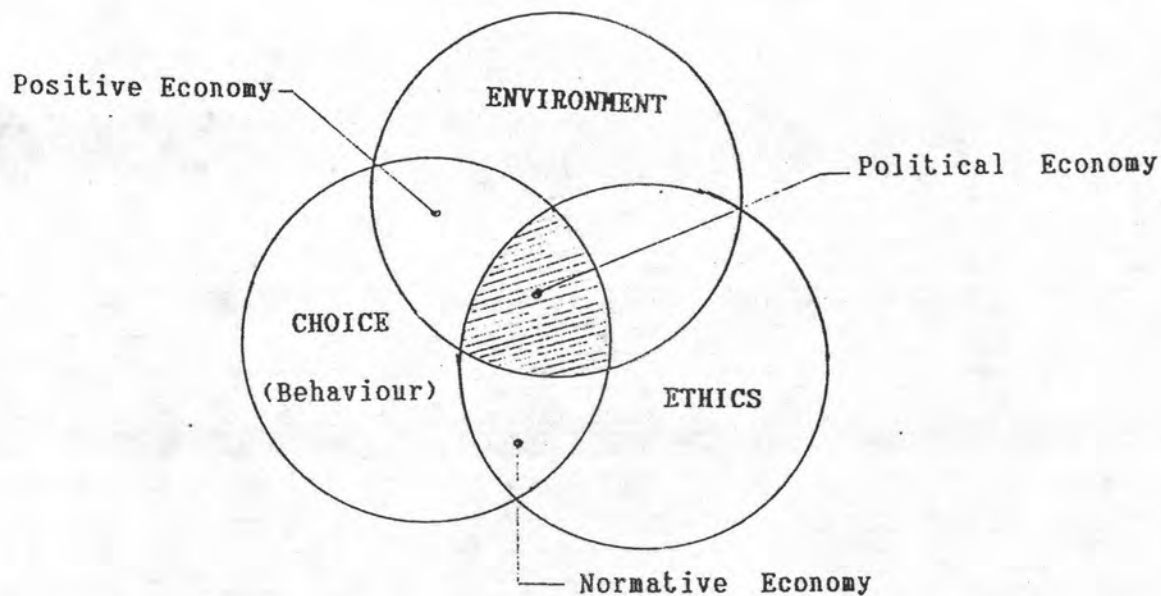 Positive Economy
ENVIRONMENT
Political Economy
CHOICE
(Behaviour)
ETHICS
Normative Economy